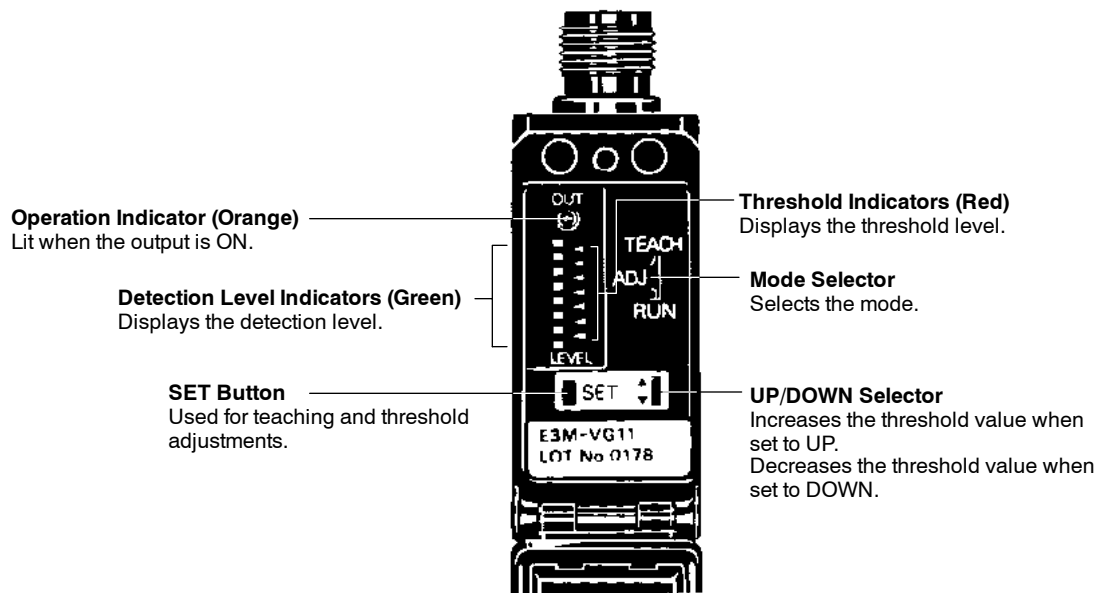 Operation Indicator (Orange)
Lit when the output is ON.
Detection Level Indicators (Green)
Displays the detection level.
SET Button
Used for teaching and threshold
adjustments.
OUT
TEACH
ADJ
RUN
LEVEL
SET
E3M-VG11
LOT No 0178
Threshold Indicators (Red)
Displays the threshold level.
Mode Selector
Selects the mode.
UP/DOWN Selector
Increases the threshold value when
set to UP.
Decreases the threshold value when
set to DOWN.